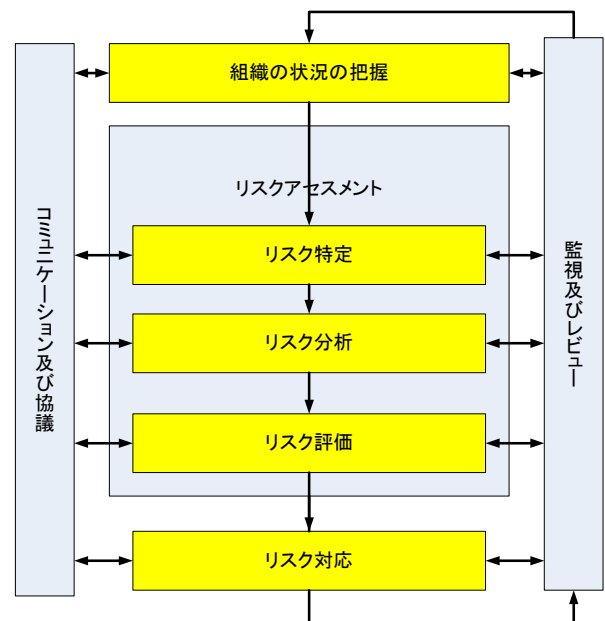 組織の状況の把握
リスクアセスメント
リスク特定
リスク分析
リスク評価
リスク対応
コミュニケーション及び協議
監視及びレビュー